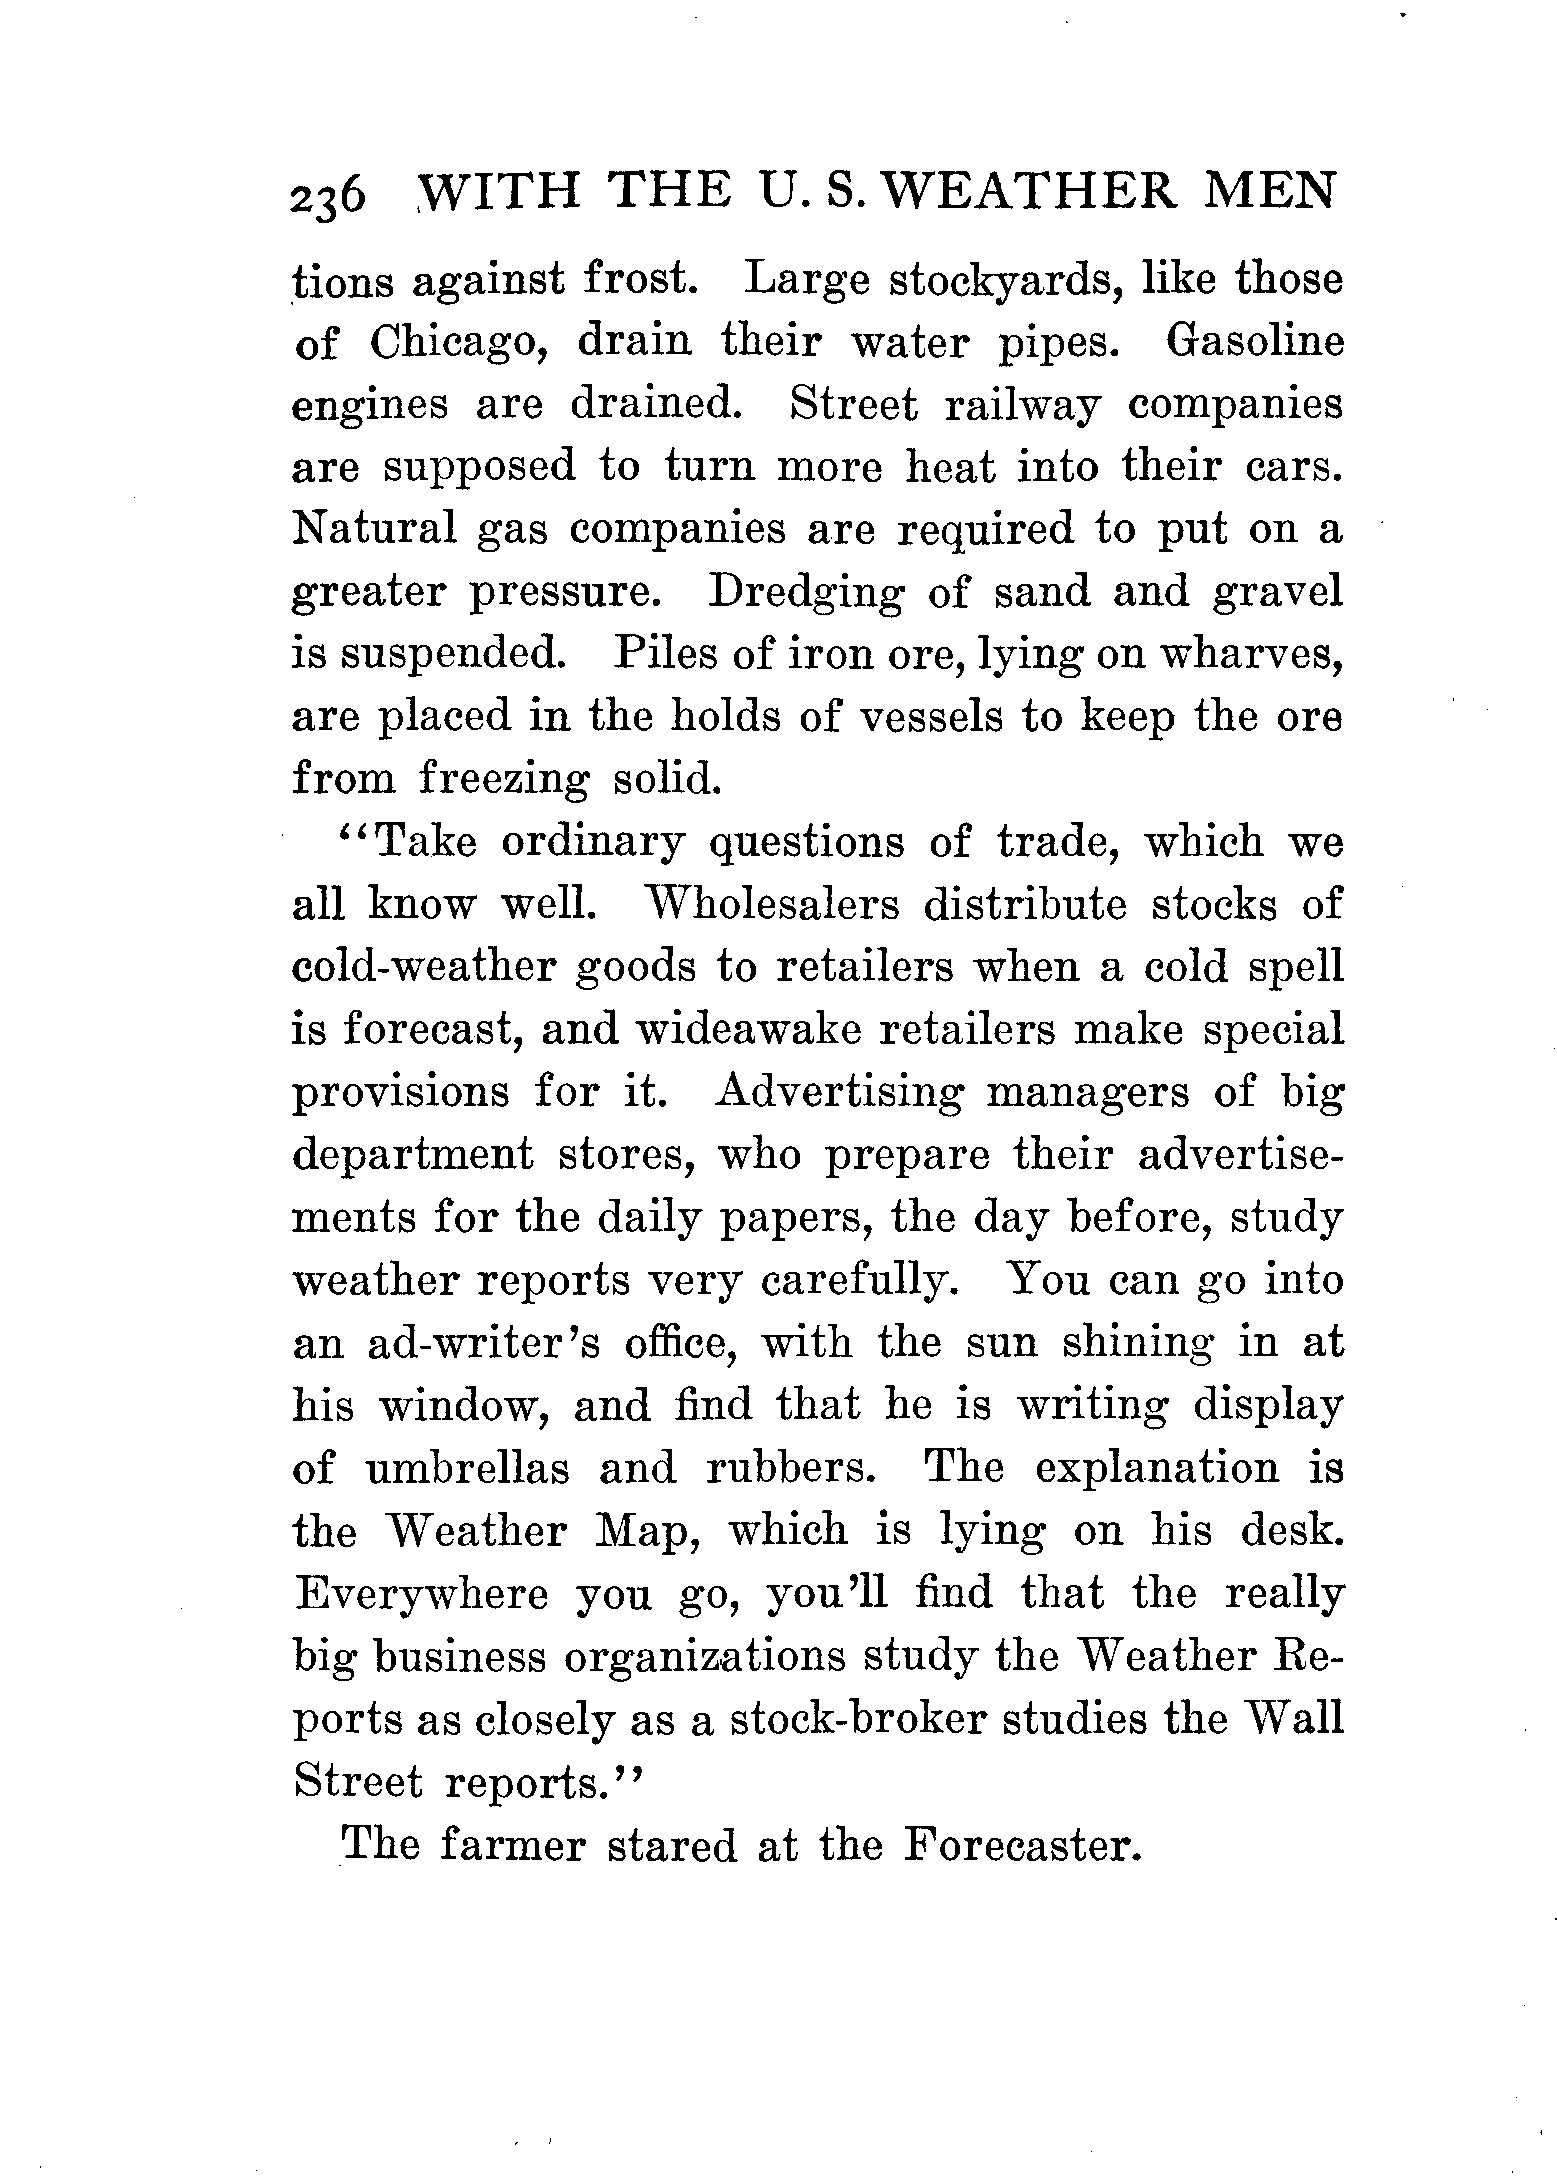 236 WITH THE U. S. WEATHER MEN
tions against frost. Large stockyards, like those
of Chicago, drain their water pipes. Gasoline
engines are drained. Street railway companies
are supposed to turn more heat into their cars.
Natural gas companies are required to put on a
greater pressure. Dredging of sand and gravel
is suspended. Piles of iron ore, lying on wharves,
are placed in the holds of vessels to keep the ore
from freezing solid.
“Take ordinary questions of trade, which we
all know well. Wholesalers distribute stocks of
cold-weather goods to retailers when a cold spell
is forecast, and wideawake retailers make special
provisions for it. Advertising managers of big
department stores, who prepare their advertise-
ments for the daily papers, the day before, study
weather reports very carefully. You can go into
an ad-writer’s office, with the sun shining in at
his window, and find that he is writing display
of umbrellas and rubbers. The explanation is
the Weather Map, which is lying on his desk.
Everywhere you go, you’ll find that the really
big business organizations study the Weather Re-
ports as closely as a stock-broker studies the Wall
Street reports.”
The farmer stared at the Forecaster.